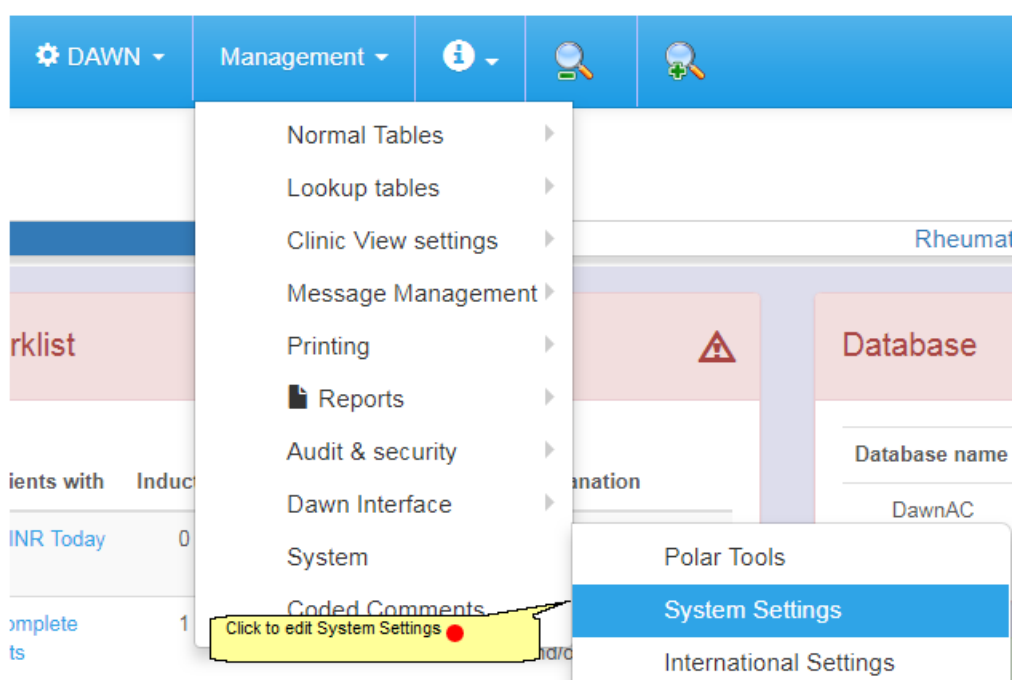 DAWN
Management
Normal Tables
Lookup tables
Clinic View settings
Rheumat
Message Management
rklist
Printing
Database
Reports
Audit & security
Database name
ients with Induct
anation
Dawn Interface
DawnAC
INR Today 0
System
Polar Tools
Coded Comments
System Settings
omplete 1
Click to edit System Settings
ts
nd/c
International Settings